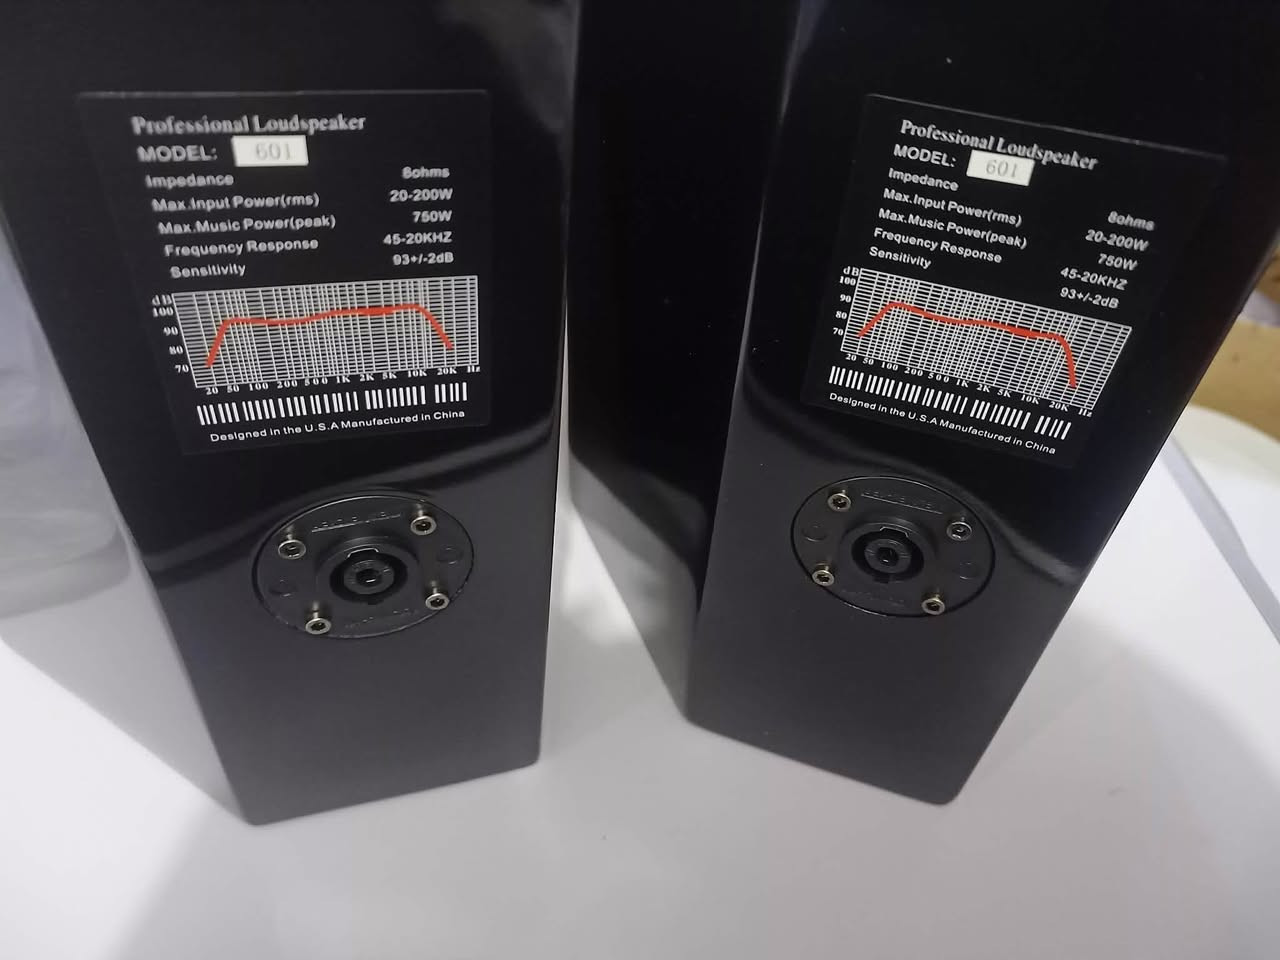 Professional Loudspeaker
MODEL: 601
Impedance 8ohms
Max.Input Power(rms) 20-200W
Max.Music Power(peak) 750W
Frequency Response 45-20KHZ
Sensitivity 93+/-2dB
dB
100
90
80
70
20 50 100 200 500 1K 2K 5K 10K 20K Hz
Designed in the U.S.A Manufactured in China
Professional Loudspeaker
MODEL: 601
Impedance 8ohms
Max.Input Power(rms) 20-200W
Max.Music Power(peak) 750W
Frequency Response 45-20KHZ
Sensitivity 93+/-2dB
dB
100
90
80
70
20 50 100 200 500 1K 2K 5K 10K 20K Hz
Designed in the U.S.A Manufactured in China